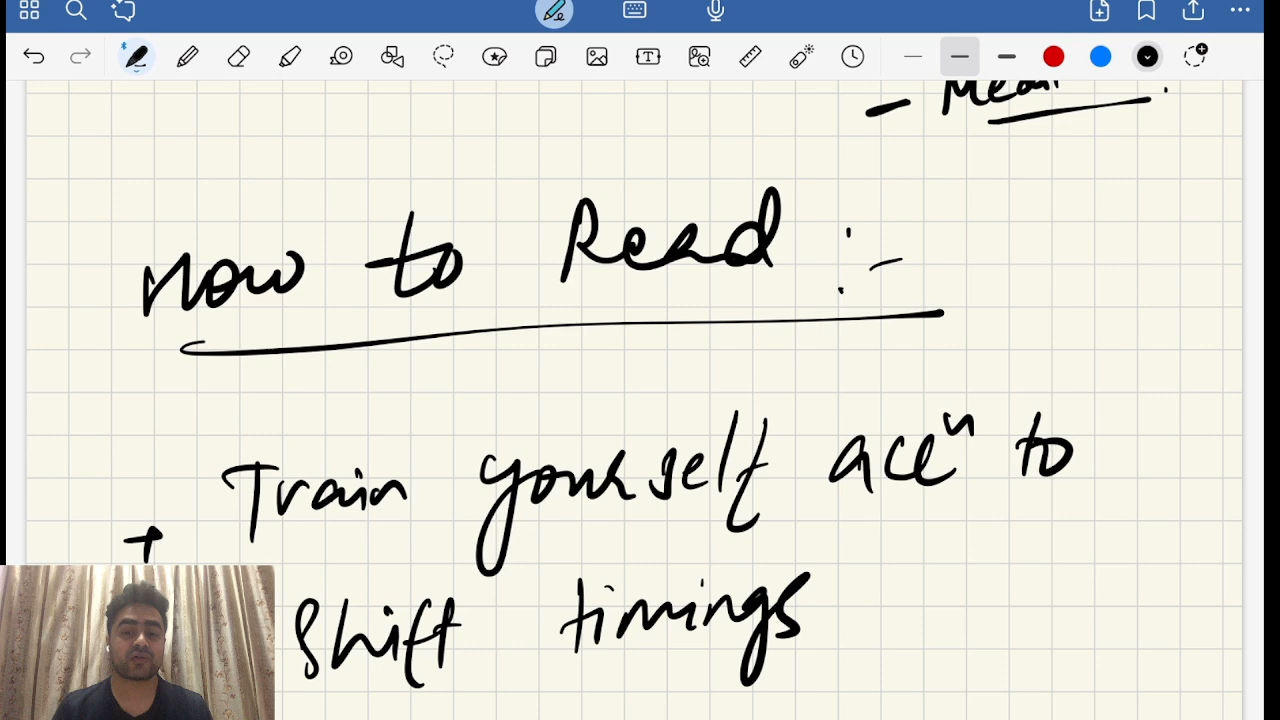 How to Read :-
Train yourself accⁿ to
shift timings